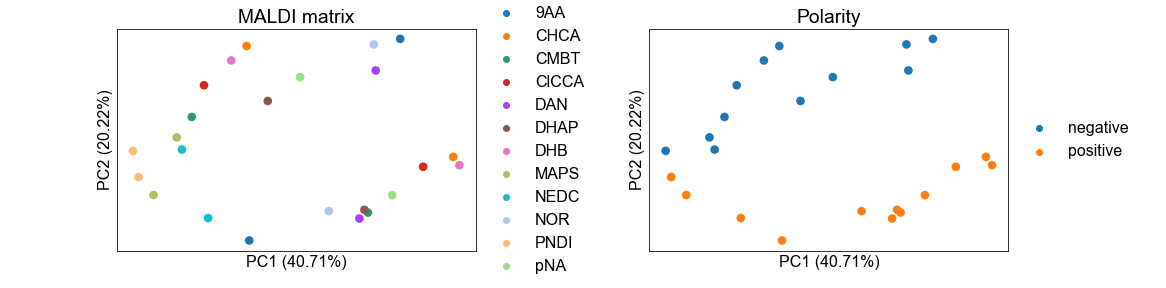 MALDI matrix
PC2 (20.22%)
PC1 (40.71%)
9AA
CHCA
CMBT
ClCCA
DAN
DHAP
DHB
MAPS
NEDC
NOR
PNDI
pNA
Polarity
PC2 (20.22%)
PC1 (40.71%)
negative
positive